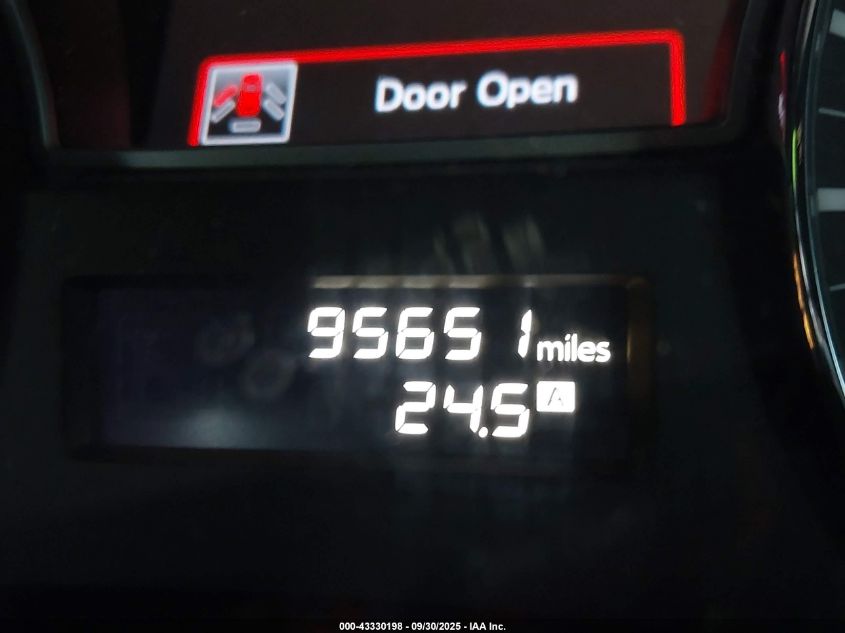 Door Open
95651 miles
24.5 A
000-43330198 - 09/30/2025 - IAA Inc.